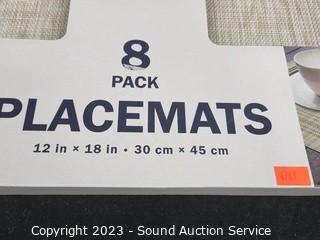 8
PACK
PLACEMATS
12 in × 18 in • 30 cm × 45 cm
Copyright 2023 - Sound Auction Service